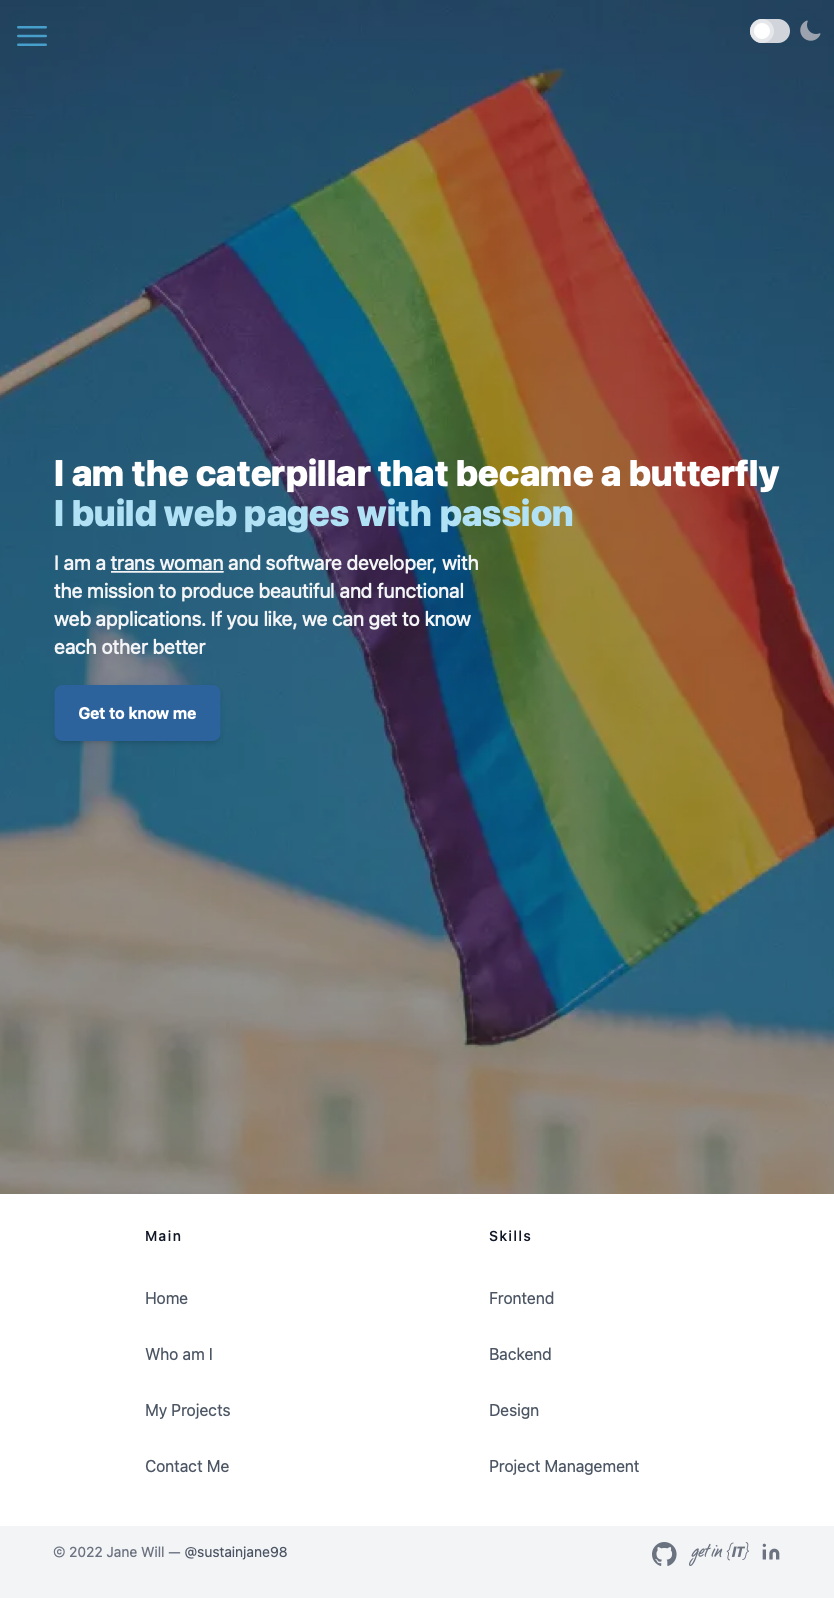 I am the caterpillar that became a butterfly
I build web pages with passion
I am a trans woman and software developer, with
the mission to produce beautiful and functional
web applications. If you like, we can get to know
each other better
Get to know me
Main
Skills
Home
Frontend
Who am I
Backend
My Projects
Design
Contact Me
Project Management
© 2022 Jane Will — @sustainjane98
get in {IT}
in